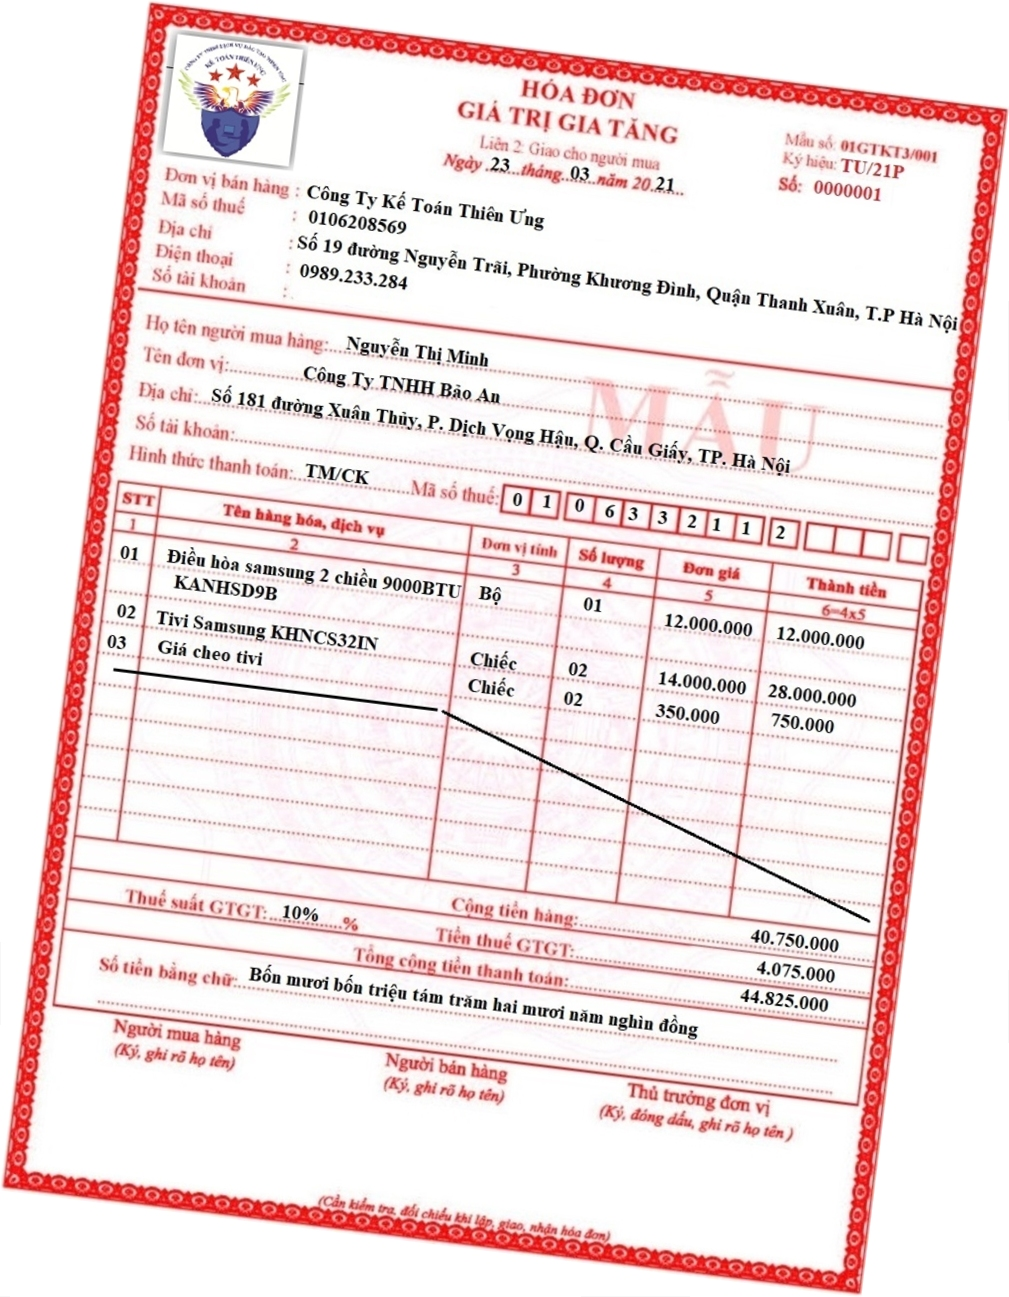 CÔNG TY TNHH DỊCH VỤ ĐÀO TẠO THIÊN ƯNG
KẾ TOÁN THIÊN ƯNG
HÓA ĐƠN
GIÁ TRỊ GIA TĂNG
Liên 2: Giao cho người mua
Ngày 23 tháng 03 năm 20 21
Mẫu số: 01GTKT3/001
Ký hiệu: TU/21P
Số: 0000001
Đơn vị bán hàng : Công Ty Kế Toán Thiên Ưng
Mã số thuế : 0106208569
Địa chỉ : Số 19 đường Nguyễn Trãi, Phường Khương Đình, Quận Thanh Xuân, T.P Hà Nội
Điện thoại : 0989.233.284
Số tài khoản :
MẪU
Họ tên người mua hàng: Nguyễn Thị Minh
Tên đơn vị: Công Ty TNHH Bảo An
Địa chỉ: Số 181 đường Xuân Thủy, P. Dịch Vọng Hậu, Q. Cầu Giấy, TP. Hà Nội
Số tài khoản:
Hình thức thanh toán: TM/CK Mã số thuế: 0 1 0 6 3 3 2 1 1 2
STT Tên hàng hóa, dịch vụ Đơn vị tính Số lượng Đơn giá Thành tiền
1 2 3 4 5 6=4x5
01 Điều hòa samsung 2 chiều 9000BTU Bộ 01 12.000.000 12.000.000
KANHSD9B
02 Tivi Samsung KHNCS32IN Chiếc 02 14.000.000 28.000.000
03 Giá cheo tivi Chiếc 02 350.000 750.000
Cộng tiền hàng: 40.750.000
Thuế suất GTGT: 10% % Tiền thuế GTGT: 4.075.000
Tổng cộng tiền thanh toán: 44.825.000
Số tiền bằng chữ: Bốn mươi bốn triệu tám trăm hai mươi năm nghìn đồng
Người mua hàng
(Ký, ghi rõ họ tên)
Người bán hàng
(Ký, ghi rõ họ tên)
Thủ trưởng đơn vị
(Ký, đóng dấu, ghi rõ họ tên )
(Cần kiểm tra, đối chiếu khi lập, giao, nhận hóa đơn)